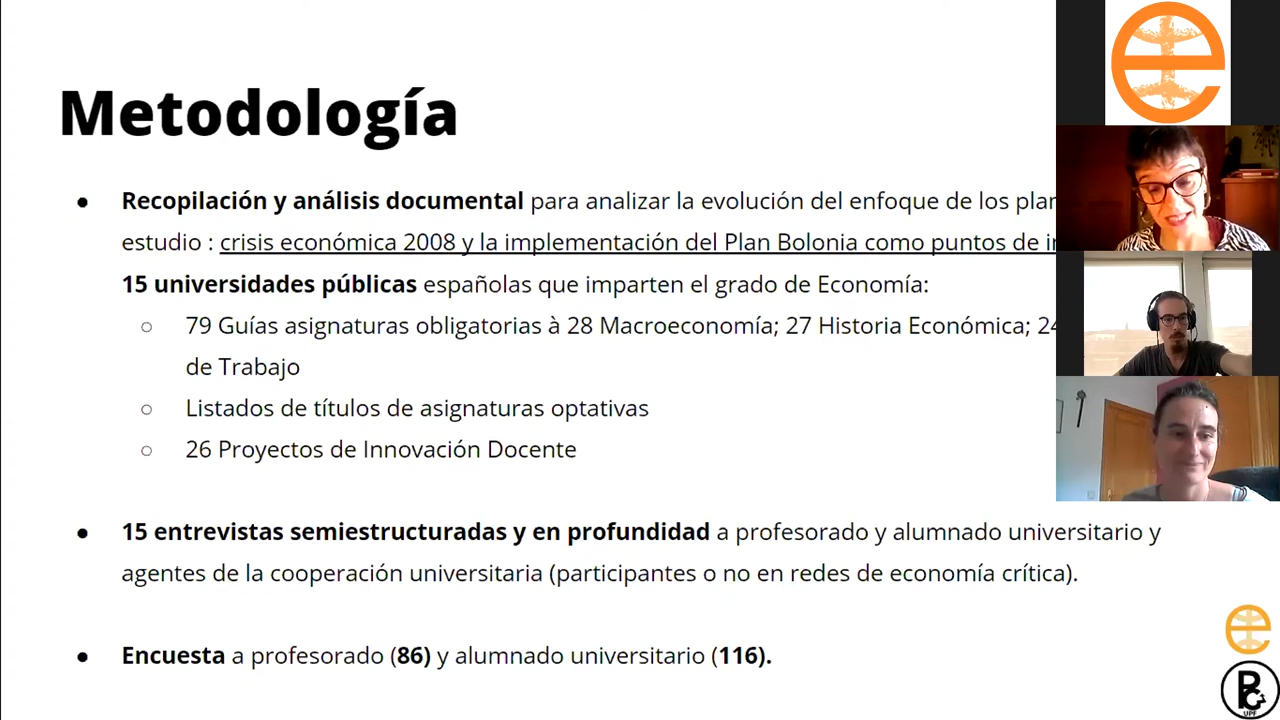 Metodología
● Recopilación y análisis documental para analizar la evolución del enfoque de los
estudio : crisis económica 2008 y la implementación del Plan Bolonia como puntos de
15 universidades públicas españolas que imparten el grado de Economía:
○ 79 Guías asignaturas obligatorias à 28 Macroeconomía; 27 Historia Económica; 24
de Trabajo
○ Listados de títulos de asignaturas optativas
○ 26 Proyectos de Innovación Docente
● 15 entrevistas semiestructuradas y en profundidad a profesorado y alumnado universitario y
agentes de la cooperación universitaria (participantes o no en redes de economía crítica).
● Encuesta a profesorado (86) y alumnado universitario (116).
UPF